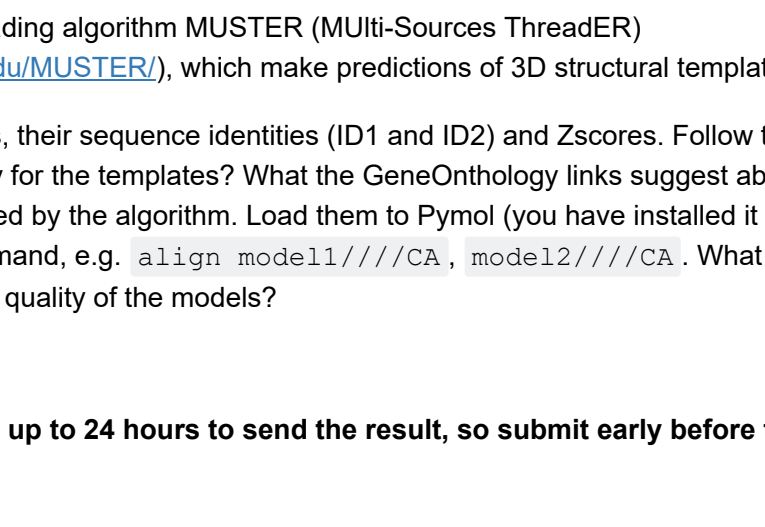 ding algorithm MUSTER (MUlti-Sources ThreadER)
du/MUSTER/), which make predictions of 3D structural templat
, their sequence identities (ID1 and ID2) and Zscores. Follow t
for the templates? What the GeneOnthology links suggest ab
ed by the algorithm. Load them to Pymol (you have installed it
mand, e.g. align model1////CA , model2////CA . What
quality of the models?
up to 24 hours to send the result, so submit early before